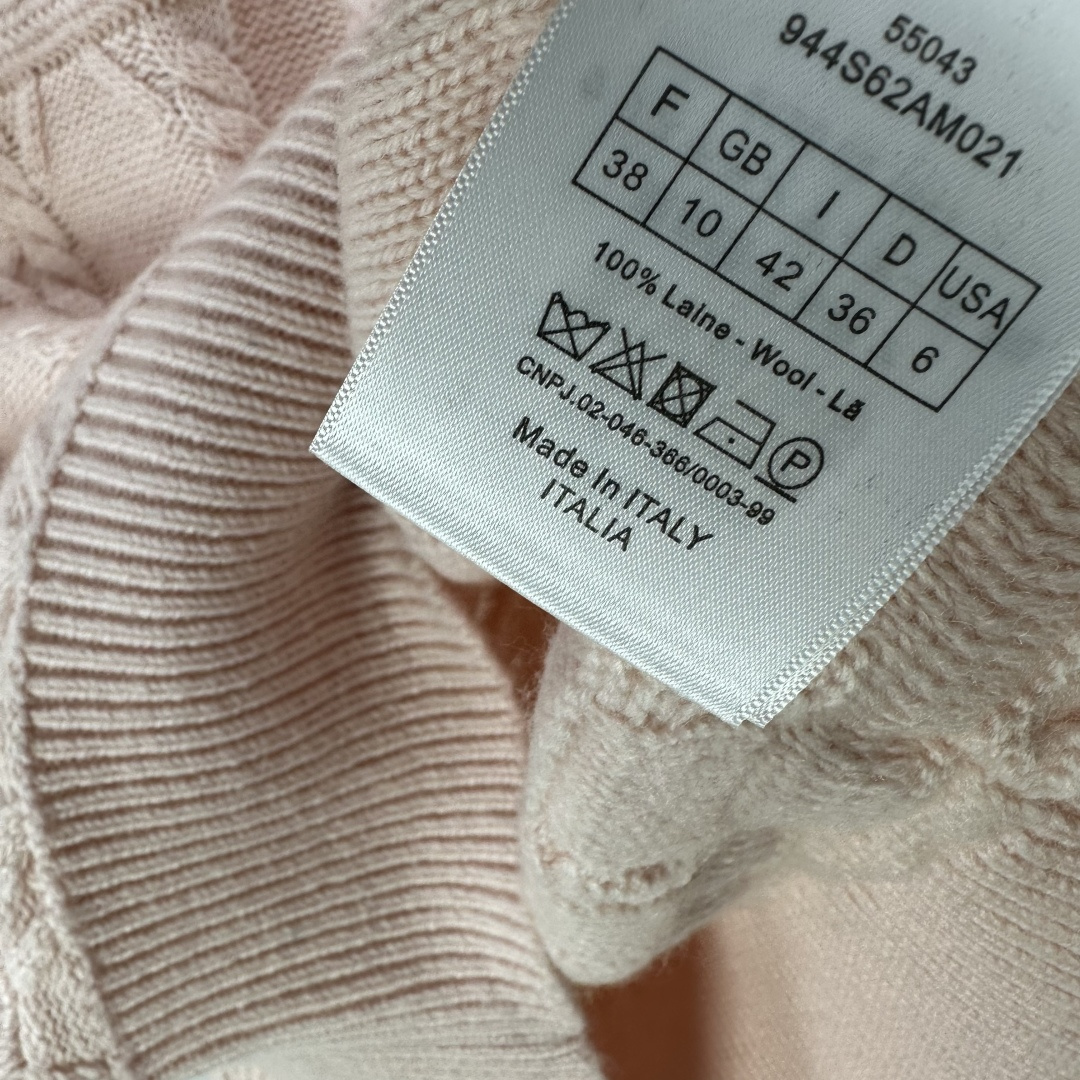 55043
944S62AM021
F GB I D USA
38 10 42 36 6
100% Laine - Wool - Lã
P
CNPJ.02-046-366/0003-99
Made In ITALY
ITALIA